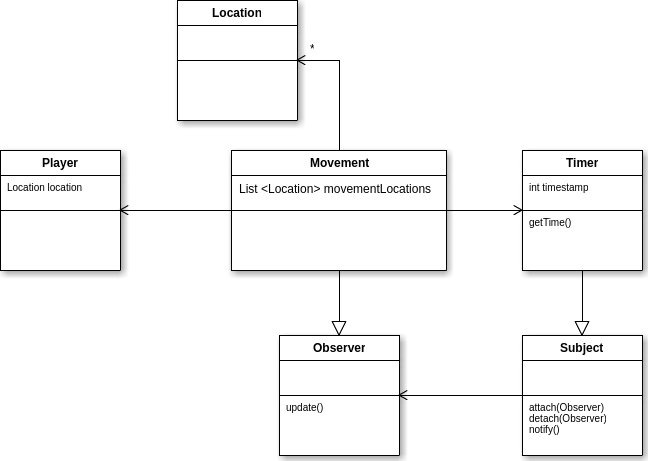 Location
*
Player
Location location
Movement
List <Location> movementLocations
Timer
int timestamp
getTime()
Observer
update()
Subject
attach(Observer)
detach(Observer)
notify()